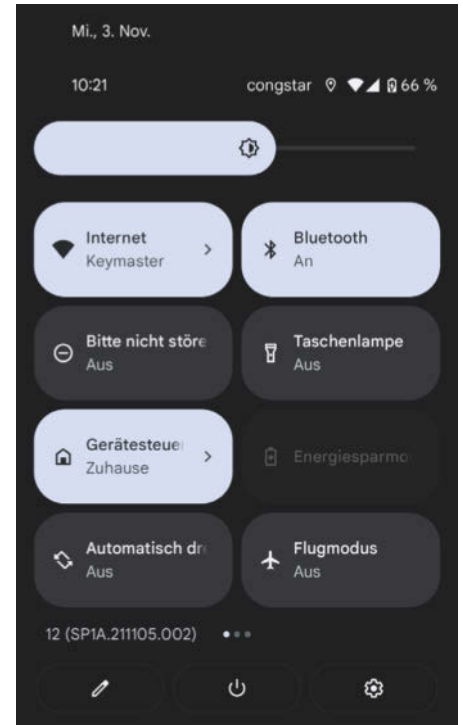 Mi., 3. Nov.
10:21 congstar 66 %
Internet
Keymaster
Bluetooth
An
Bitte nicht störe
Aus
Taschenlampe
Aus
Gerätesteue
Zuhause
Energiesparmo
Automatisch dr
Aus
Flugmodus
Aus
12 (SP1A.211105.002)